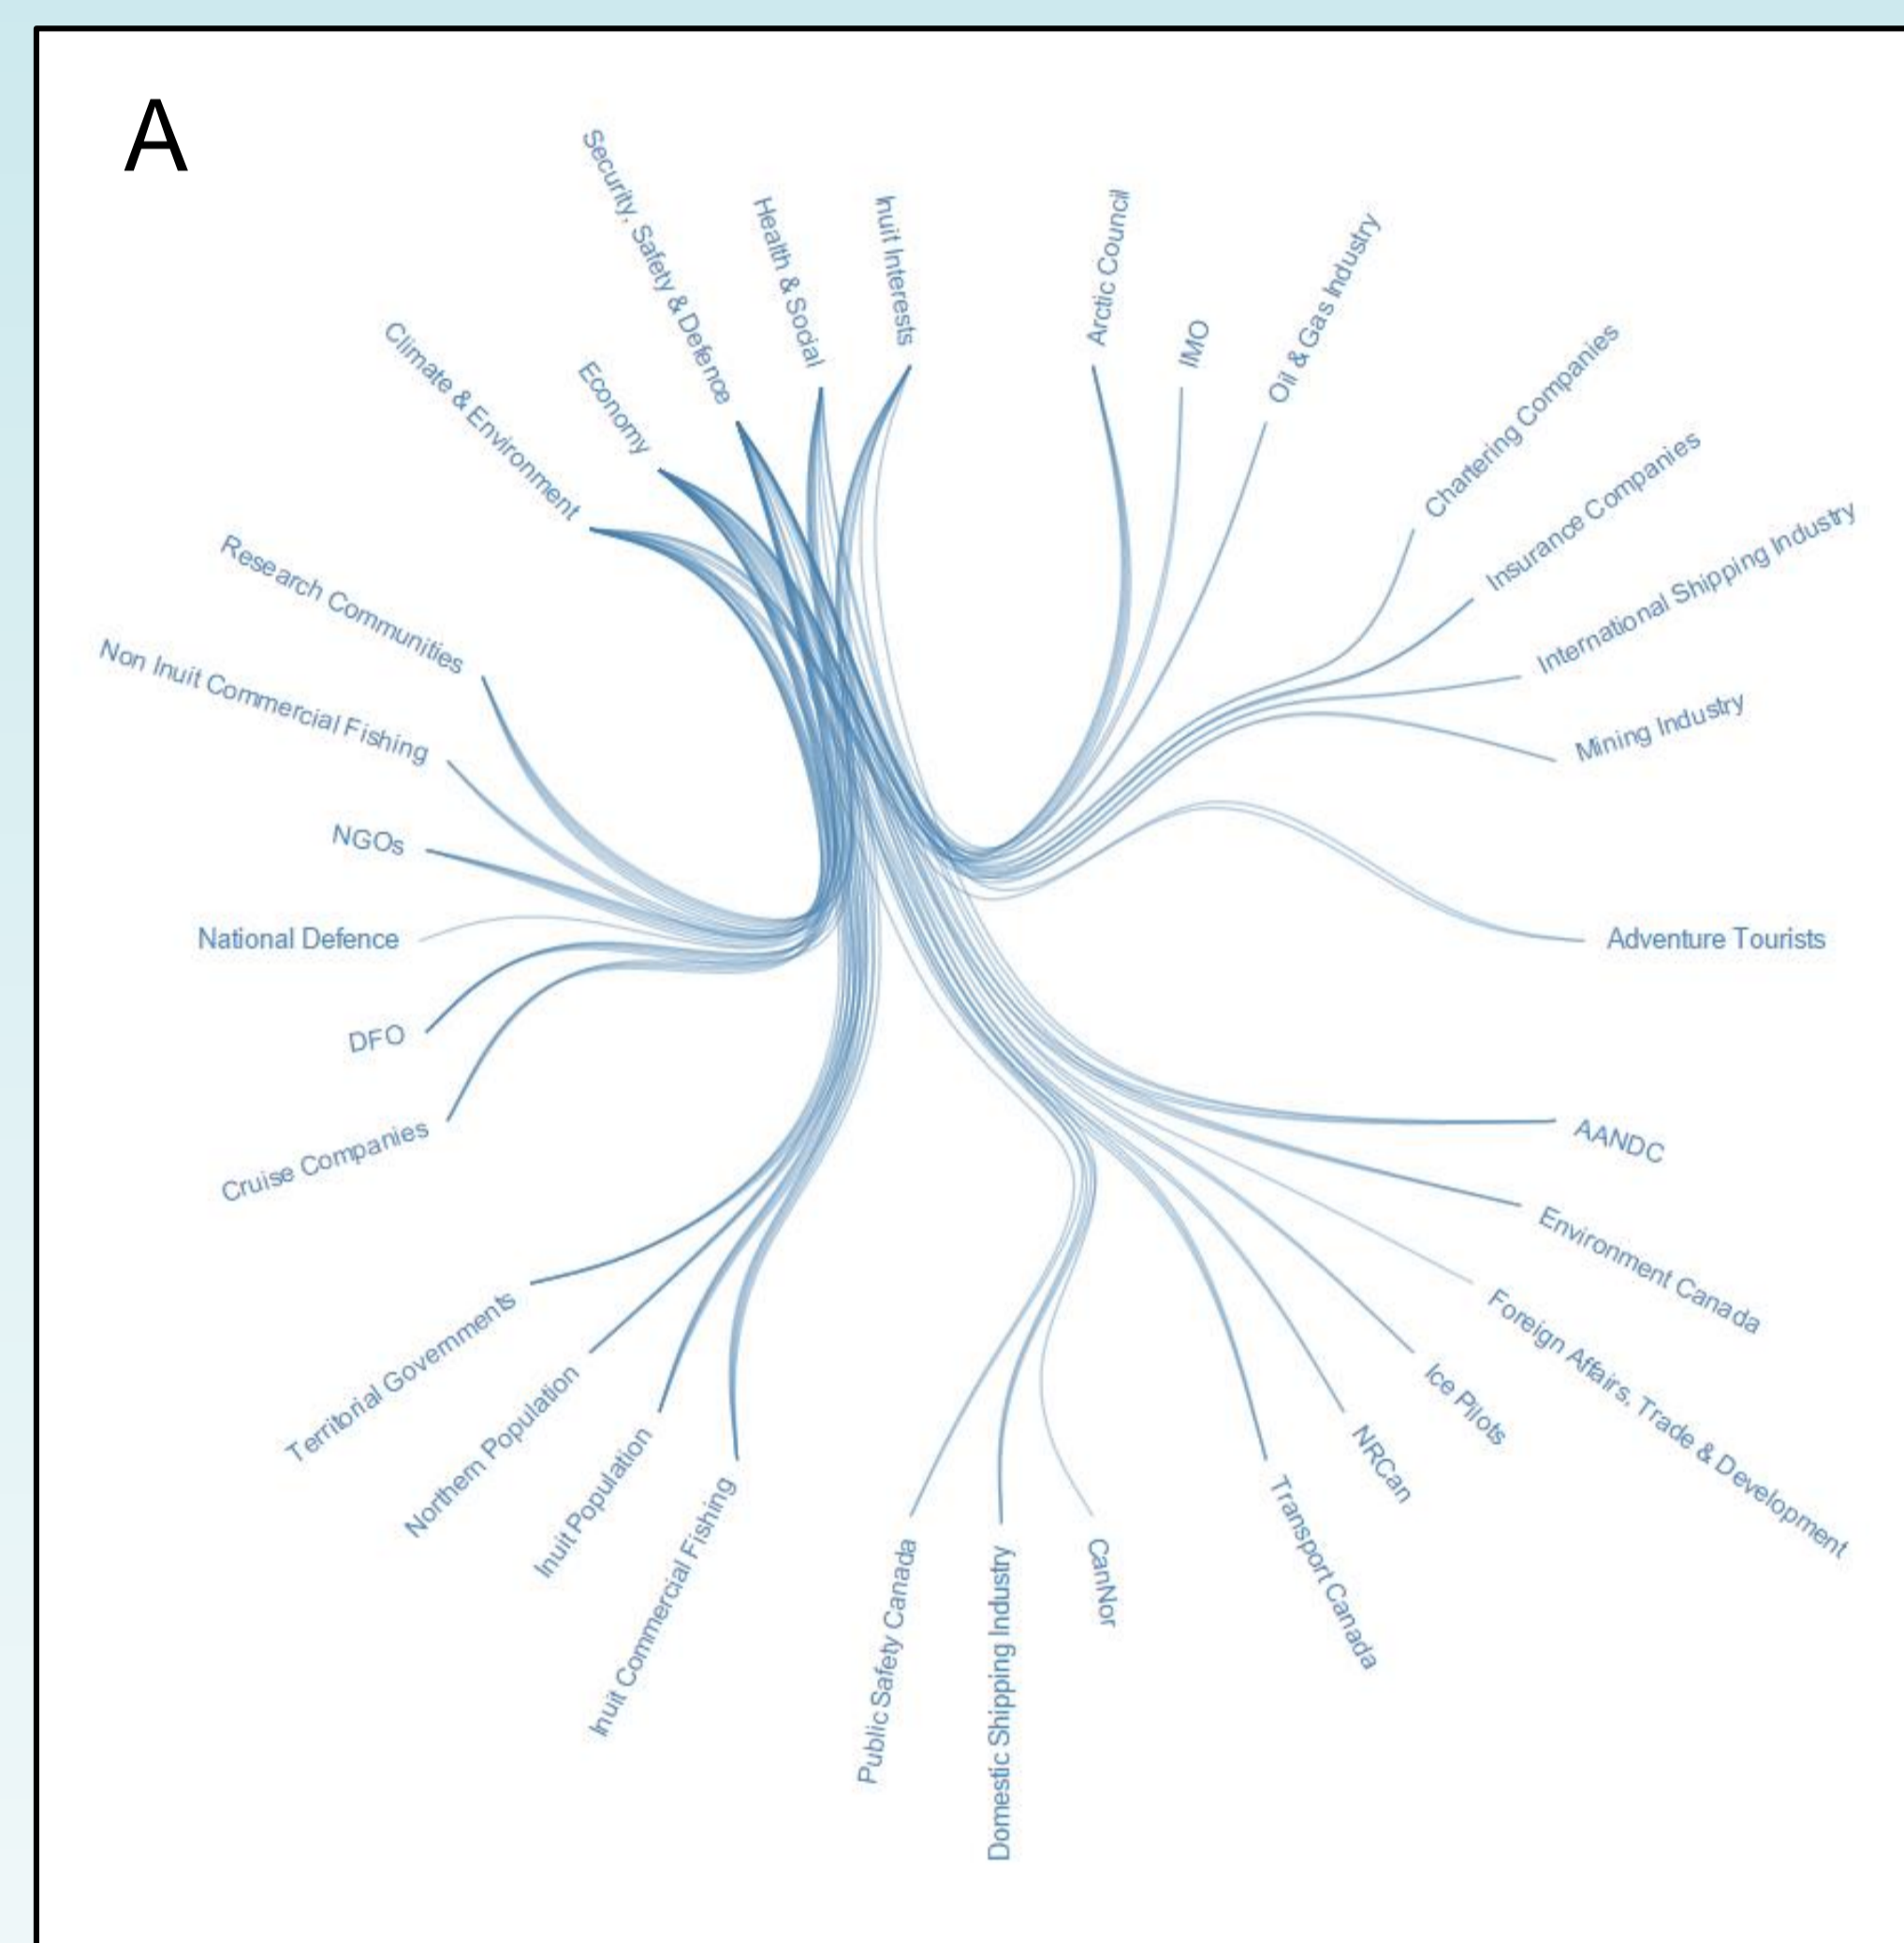 A
Security, Safety & Defence
Health & Social
Inuit Interests
Arctic Council
IMO
Oil & Gas Industry
Chartering Companies
Insurance Companies
International Shipping Industry
Mining Industry
Adventure Tourists
AANDC
Environment Canada
Foreign Affairs, Trade & Development
Ice Pilots
NRCan
Transport Canada
CanNor
Domestic Shipping Industry
Public Safety Canada
Inuit Commercial Fishing
Inuit Population
Northern Population
Territorial Governments
Cruise Companies
DFO
National Defence
NGOs
Non Inuit Commercial Fishing
Research Communities
Climate & Environment
Economy